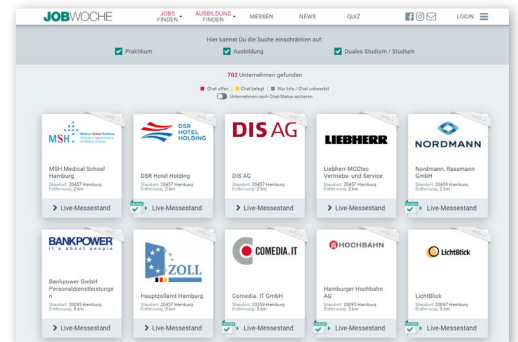 JOBWOCHE
JOBS FINDEN
AUSBILDUNG FINDEN
MESSEN
NEWS
QUIZ
LOGIN
Hier kannst Du die Suche einschränken auf:
Praktikum
Ausbildung
Duales Studium / Studium
702 Unternehmen gefunden
Chat offen | Chat belegt | Nur Info / Chat unbesetzt
Unternehmen nach Chat-Status sortieren
MSH
DSR
HOTEL
HOLDING
DIS AG
LIEBHERR
NORDMANN
MSH Medical School
Hamburg
Standort: 20457 Hamburg
Entfernung: 2 km
DSR Hotel Holding
Standort: 20457 Hamburg
Entfernung: 2 km
DIS AG
Standort: 20457 Hamburg
Entfernung: 2 km
Liebherr-MCCtec
Vertriebs- und Service
Standort: 20457 Hamburg
Entfernung: 2 km
Nordmann, Rassmann
GmbH
Standort: 20459 Hamburg
Entfernung: 2 km
Live-Messestand
Live-Messestand
Live-Messestand
Live-Messestand
Live-Messestand
BANKPOWER
it's about people
ZOLL
COMEDIA.IT
HOCHBAHN
LichtBlick
Bankpower GmbH
Personaldienstleistunge
n
Standort: 20095 Hamburg
Entfernung: 3 km
Hauptzollamt Hamburg
Standort: 20457 Hamburg
Entfernung: 3 km
Comedia. IT GmbH
Standort: 20359 Hamburg
Entfernung: 3 km
Hamburger Hochbahn
AG
Standort: 20095 Hamburg
Entfernung: 3 km
LichtBlick
Standort: 20097 Hamburg
Entfernung: 3 km
Live-Messestand
Live-Messestand
Live-Messestand
Live-Messestand
Live-Messestand